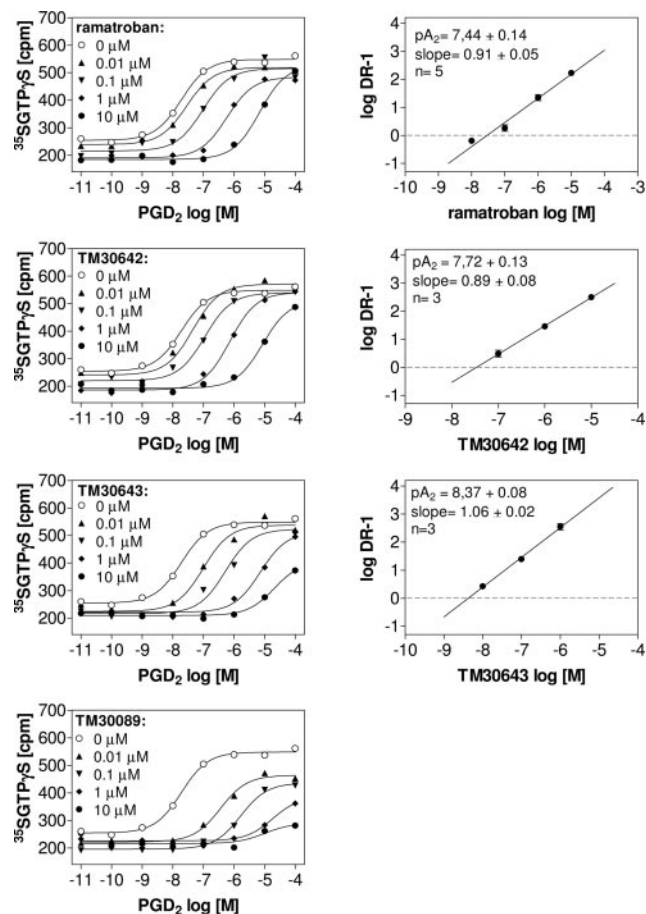 ramatroban:
0 μM
0.01 μM
0.1 μM
1 μM
10 μM
700
600
500
400
300
200
³⁵SGTPγS [cpm]
-11 -10 -9 -8 -7 -6 -5 -4
PGD₂ log [M]
pA₂ = 7,44 + 0.14
slope= 0.91 + 0.05
n= 5
4
3
2
1
0
-1
log DR-1
-10 -9 -8 -7 -6 -5 -4 -3
ramatroban log [M]
TM30642:
0 μM
0.01 μM
0.1 μM
1 μM
10 μM
700
600
500
400
300
200
³⁵SGTPγS [cpm]
-11 -10 -9 -8 -7 -6 -5 -4
PGD₂ log [M]
pA₂ = 7,72 + 0.13
slope= 0.89 + 0.08
n= 3
4
3
2
1
0
-1
log DR-1
-9 -8 -7 -6 -5 -4
TM30642 log [M]
TM30643:
0 μM
0.01 μM
0.1 μM
1 μM
10 μM
700
600
500
400
300
200
³⁵SGTPγS [cpm]
-11 -10 -9 -8 -7 -6 -5 -4
PGD₂ log [M]
pA₂ = 8,37 + 0.08
slope= 1.06 + 0.02
n=3
4
3
2
1
0
-1
log DR-1
-10 -9 -8 -7 -6 -5 -4
TM30643 log [M]
TM30089:
0 μM
0.01 μM
0.1 μM
1 μM
10 μM
700
600
500
400
300
200
³⁵SGTPγS [cpm]
-11 -10 -9 -8 -7 -6 -5 -4
PGD₂ log [M]